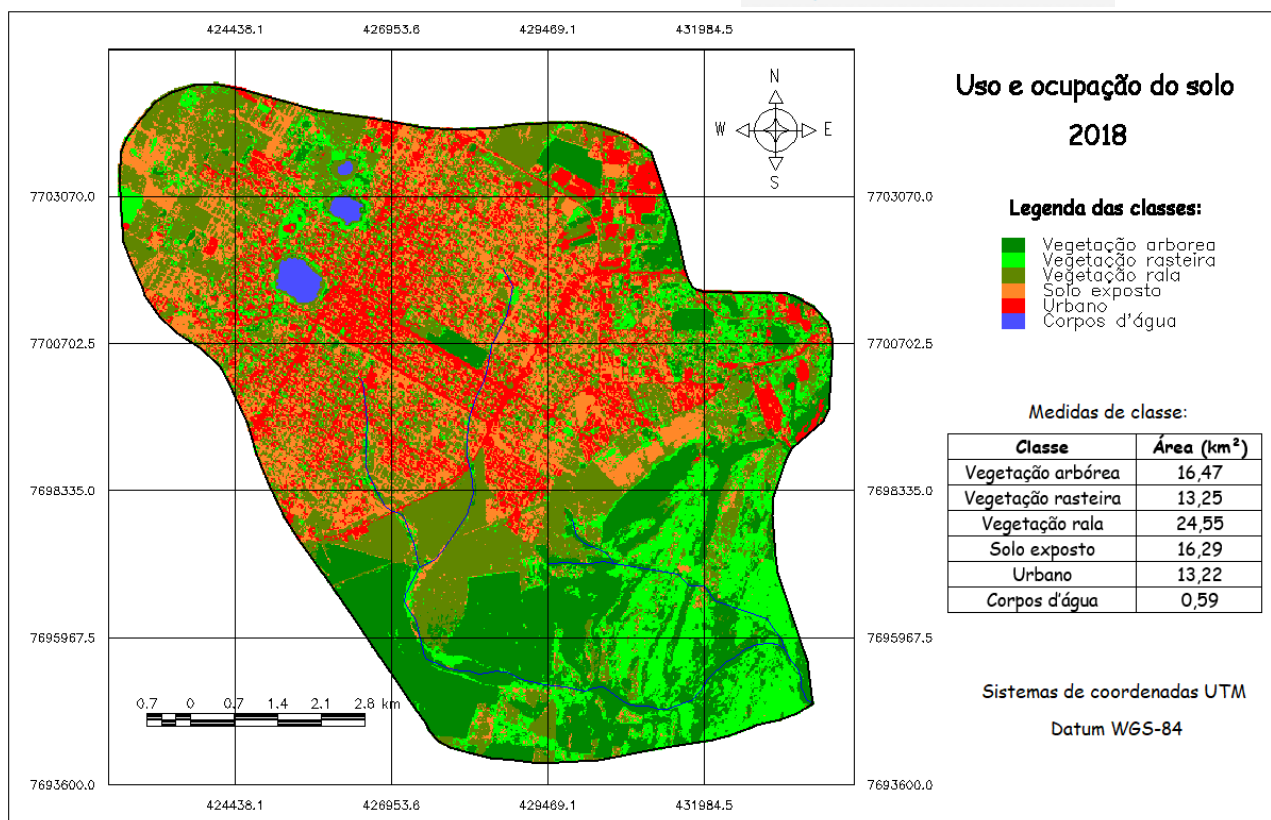 424438.1 426953.6 429469.1 431984.5
Uso e ocupação do solo
2018
N
W E
S
7703070.0 7703070.0
Legenda das classes:
Vegetação arborea
Vegetação rasteira
Vegetação rala
Solo exposto
Urbano
Corpos d'água
7700702.5 7700702.5
Medidas de classe:
Classe Área (km²)
Vegetação arbórea 16,47
Vegetação rasteira 13,25
Vegetação rala 24,55
Solo exposto 16,29
Urbano 13,22
Corpos d'água 0,59
7698335.0 7698335.0
7695967.5 7695967.5
0.7 0 0.7 1.4 2.1 2.8 km
Sistemas de coordenadas UTM
Datum WGS-84
7693600.0 7693600.0
424438.1 426953.6 429469.1 431984.5